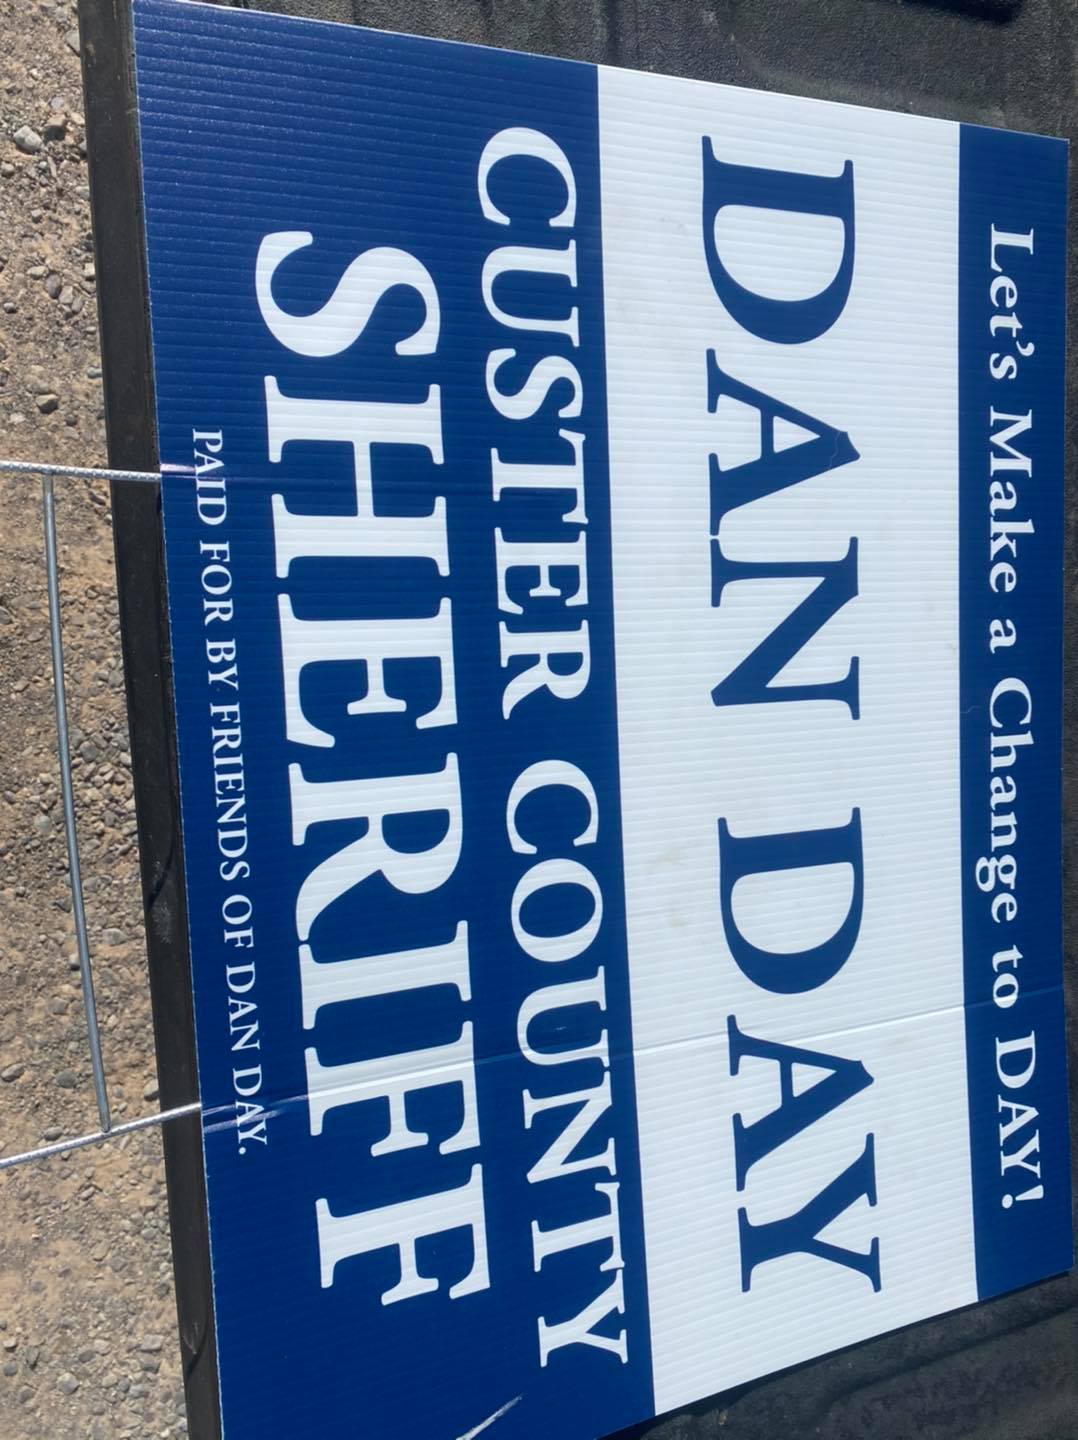 Let's Make a Change to DAY!
DAN DAY
CUSTER COUNTY
SHERIFF
PAID FOR BY FRIENDS OF DAN DAY.